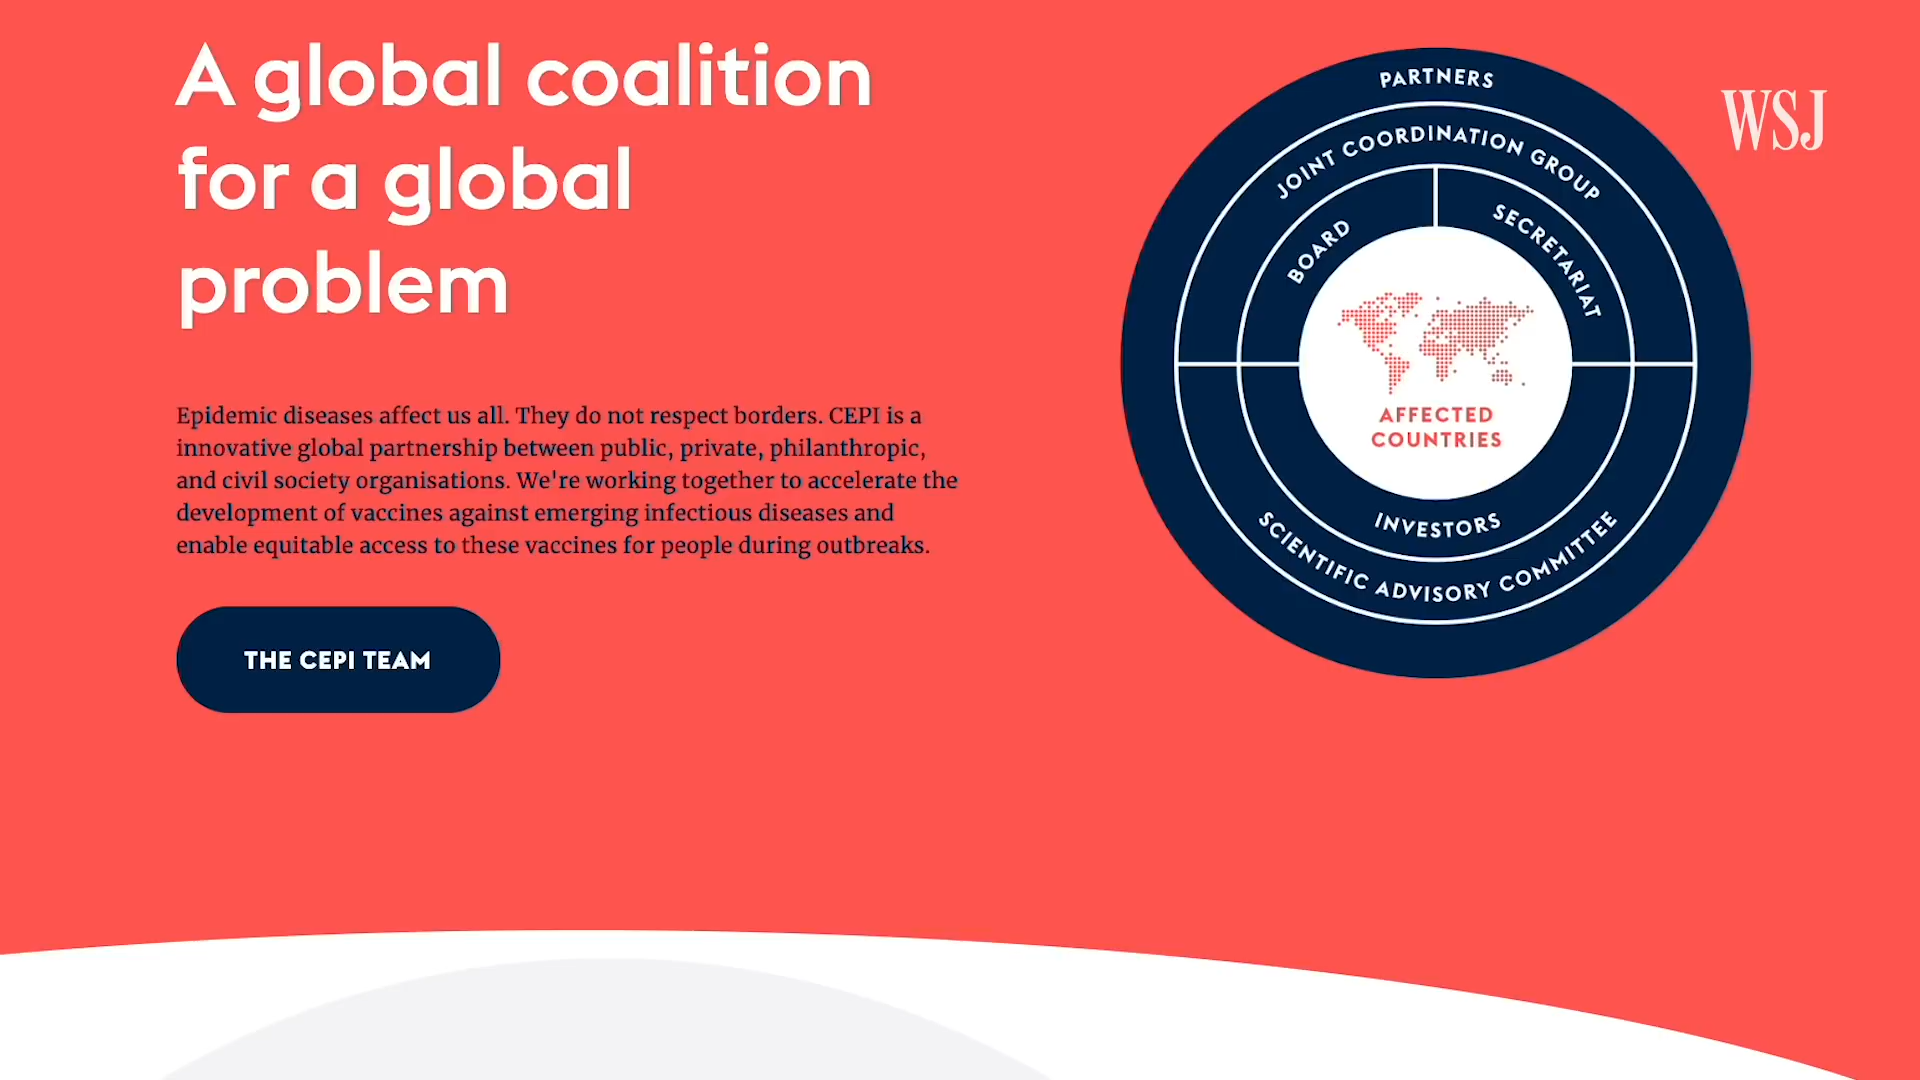 A global coalition
for a global
problem
Epidemic diseases affect us all. They do not respect borders. CEPI is a
innovative global partnership between public, private, philanthropic,
and civil society organisations. We're working together to accelerate the
development of vaccines against emerging infectious diseases and
enable equitable access to these vaccines for people during outbreaks.
THE CEPI TEAM
PARTNERS
JOINT COORDINATION GROUP
BOARD
SECRETARIAT
AFFECTED
COUNTRIES
INVESTORS
SCIENTIFIC ADVISORY COMMITTEE
WSJ